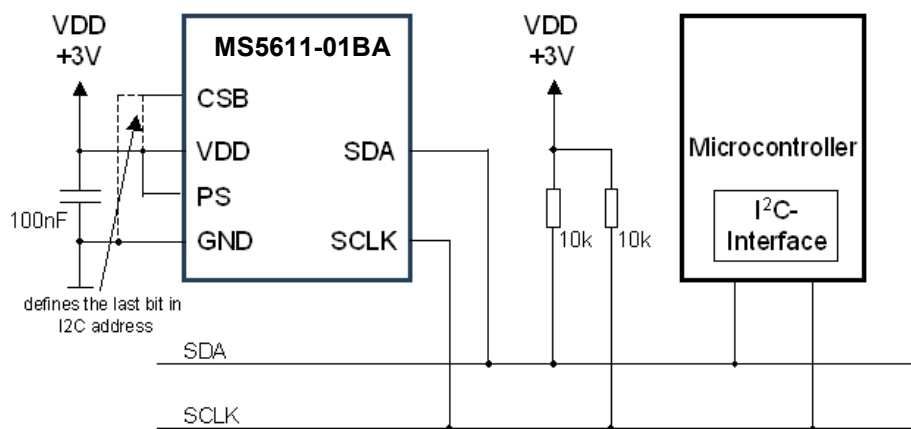 VDD
+3V
MS5611-01BA
VDD
+3V
CSB
VDD
SDA
PS
GND
SCLK
100nF
10k
10k
Microcontroller
I²C-
Interface
defines the last bit in
I2C address
SDA
SCLK